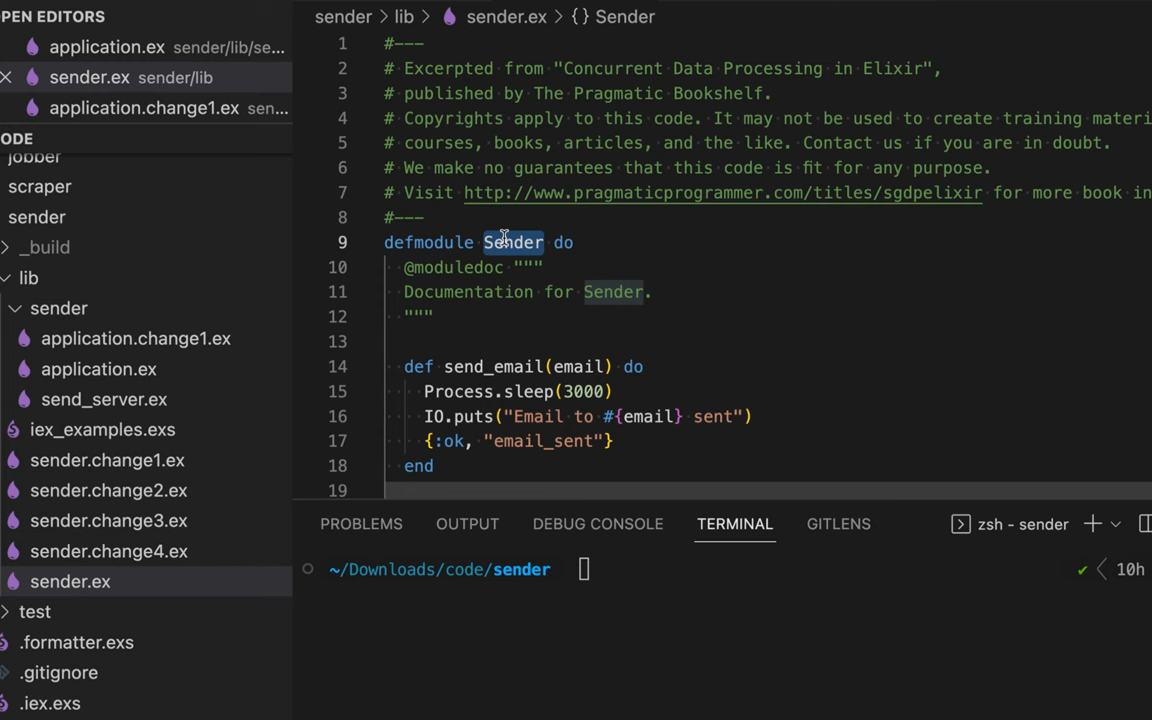 OPEN EDITORS
application.ex sender/lib/se...
sender.ex sender/lib
application.change1.ex sen...
ODE
jobber
scraper
sender
_build
lib
sender
application.change1.ex
application.ex
send_server.ex
iex_examples.exs
sender.change1.ex
sender.change2.ex
sender.change3.ex
sender.change4.ex
sender.ex
test
.formatter.exs
.gitignore
.iex.exs
sender > lib > sender.ex > {} Sender
1 #---
2 # Excerpted from "Concurrent Data Processing in Elixir",
3 # published by The Pragmatic Bookshelf.
4 # Copyrights apply to this code. It may not be used to create training materi
5 # courses, books, articles, and the like. Contact us if you are in doubt.
6 # We make no guarantees that this code is fit for any purpose.
7 # Visit http://www.pragmaticprogrammer.com/titles/sgdpelixir for more book in
8 #---
9 defmodule Sender do
10 @moduledoc """
11 Documentation for Sender.
12 """
13
14 def send_email(email) do
15 Process.sleep(3000)
16 IO.puts("Email to #{email} sent")
17 {:ok, "email_sent"}
18 end
19
PROBLEMS OUTPUT DEBUG CONSOLE TERMINAL GITLENS zsh - sender
~/Downloads/code/sender 10h